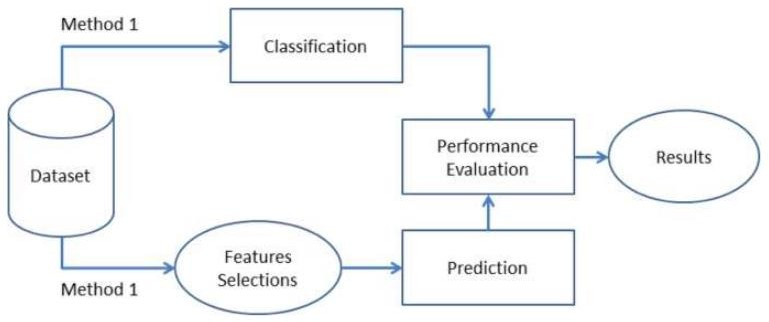 Method 1
Classification
Dataset
Performance
Evaluation
Results
Features
Selections
Prediction
Method 1